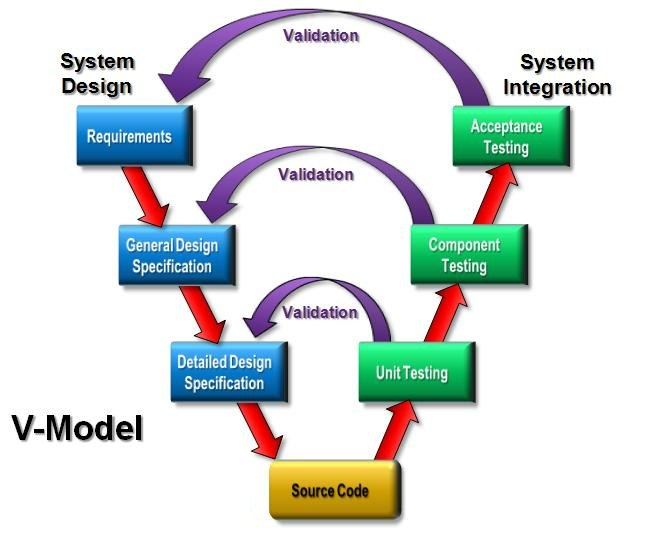 Validation
System
Design
System
Integration
Requirements
Acceptance
Testing
Validation
General Design
Specification
Component
Testing
Validation
Detailed Design
Specification
Unit Testing
V-Model
Source Code